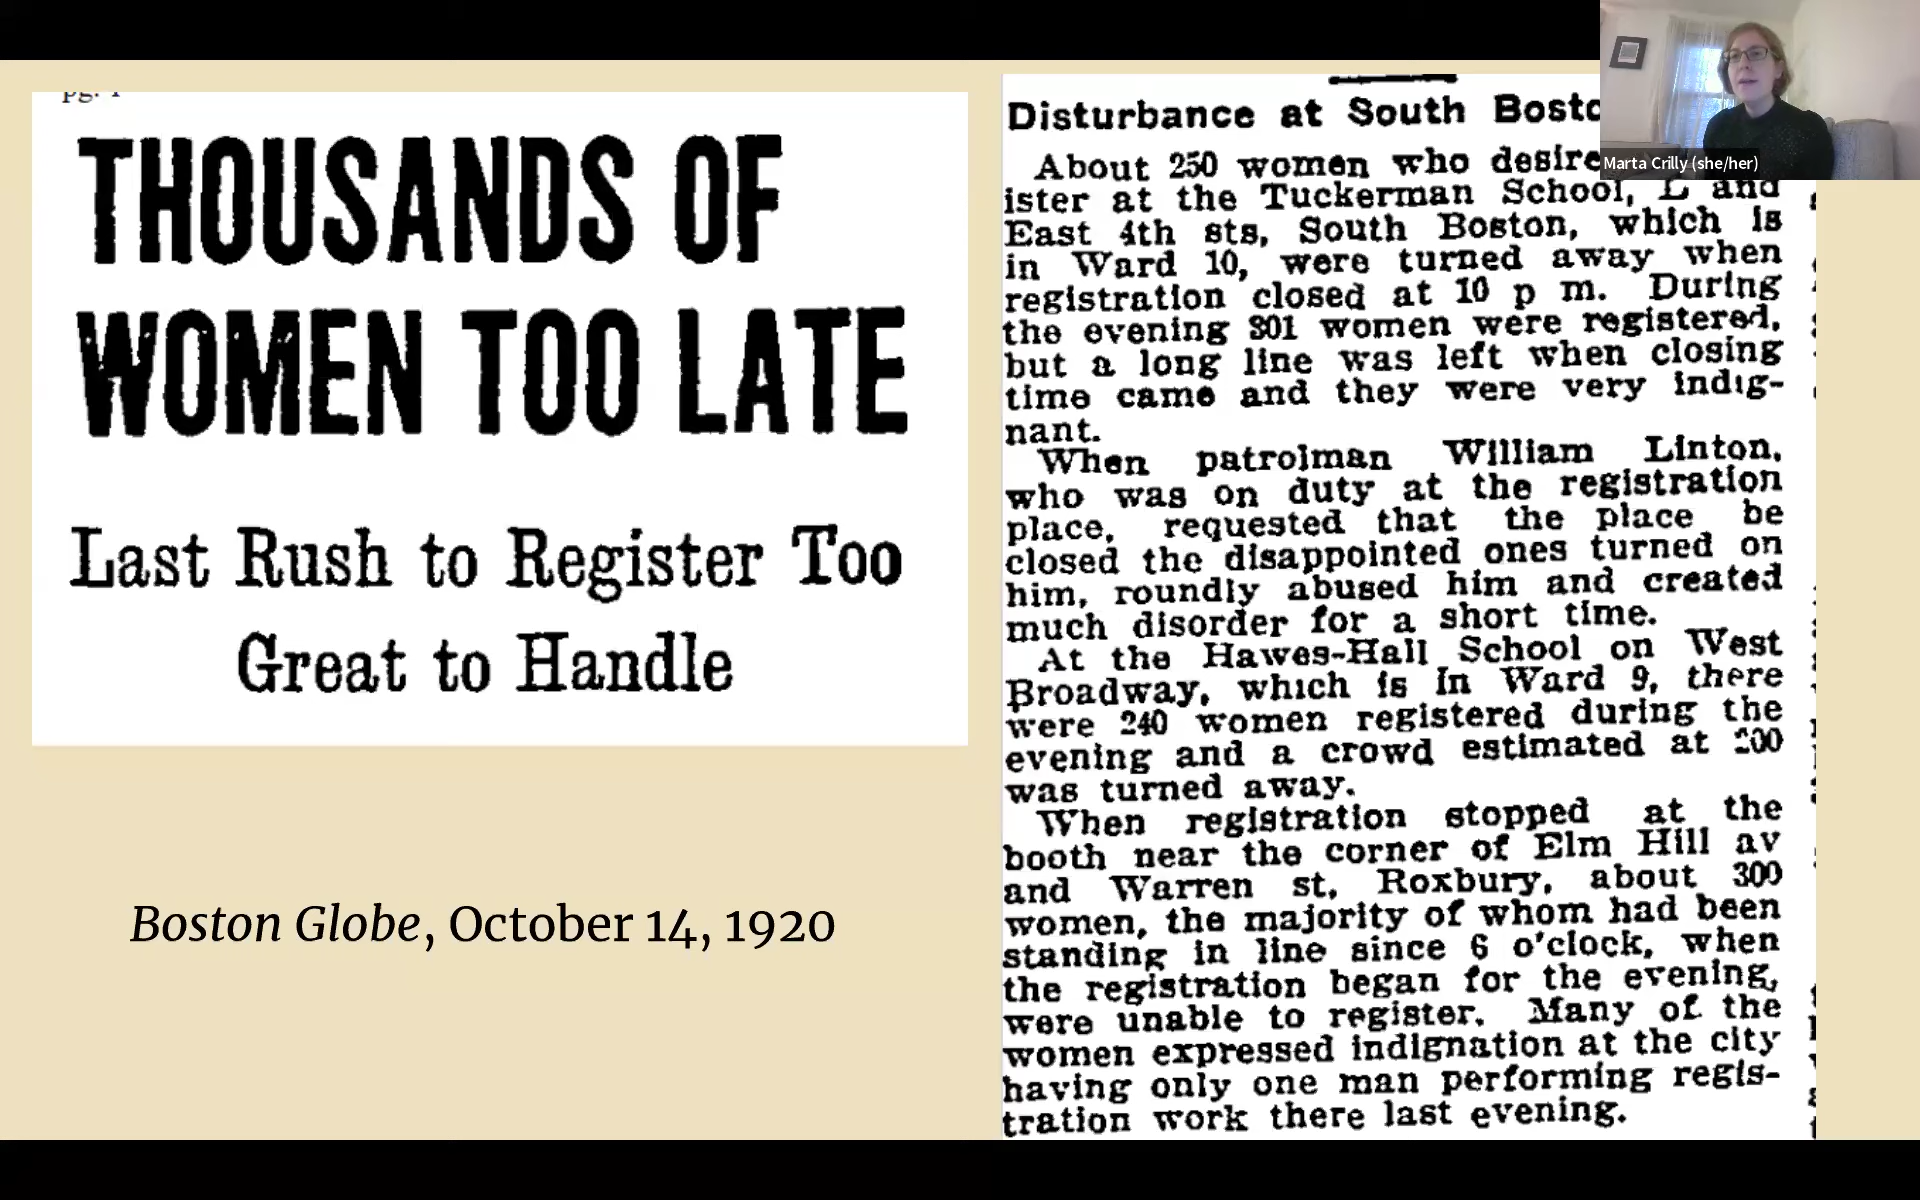 THOUSANDS OF
WOMEN TOO LATE
Last Rush to Register Too
Great to Handle
Boston Globe, October 14, 1920
Disturbance at South
About 250 women who
ister at the Tuckerman School, L and
East 4th sts, South Boston, which is
in Ward 10, were turned away when
registration closed at 10 p m. During
the evening 301 women were registered,
but a long line was left when closing
time came and they were very indig-
nant.
When patrolman William Linton,
who was on duty at the registration
place, requested that the place be
closed the disappointed ones turned on
him, roundly abused him and created
much disorder for a short time.
At the Hawes-Hall School on West
Broadway, which is in Ward 9, there
were 240 women registered during the
evening and a crowd estimated at
was turned away.
When registration stopped at the
booth near the corner of Elm Hill av
and Warren st, Roxbury, about 300
women, the majority of whom had been
standing in line since 6 o'clock, when
the registration began for the evening,
were unable to register. Many of the
women expressed indignation at the city
having only one man performing regis-
tration work there last evening.
Marta Crilly (she/her)